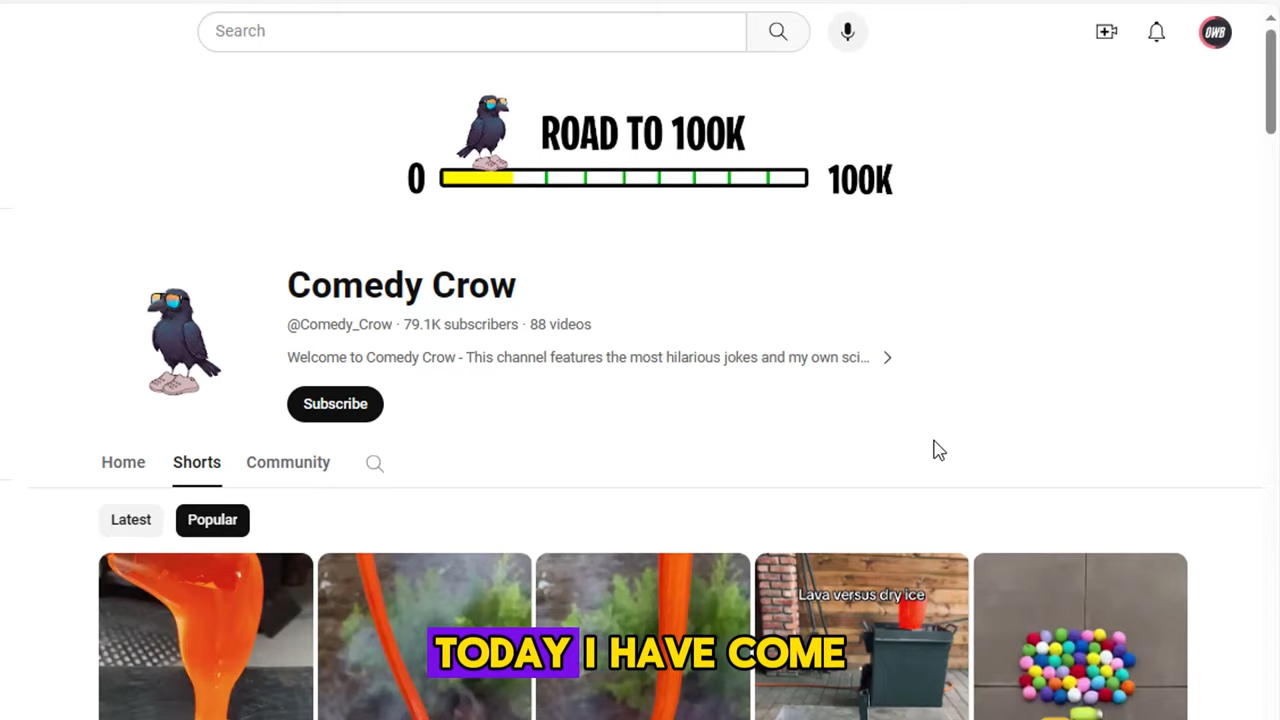 Search
OWB
ROAD TO 100K
0
100K
Comedy Crow
@Comedy_Crow · 79.1K subscribers · 88 videos
Welcome to Comedy Crow - This channel features the most hilarious jokes and my own sci...
Subscribe
Home Shorts Community
Latest Popular
Lava versus dry ice
TODAY I HAVE COME